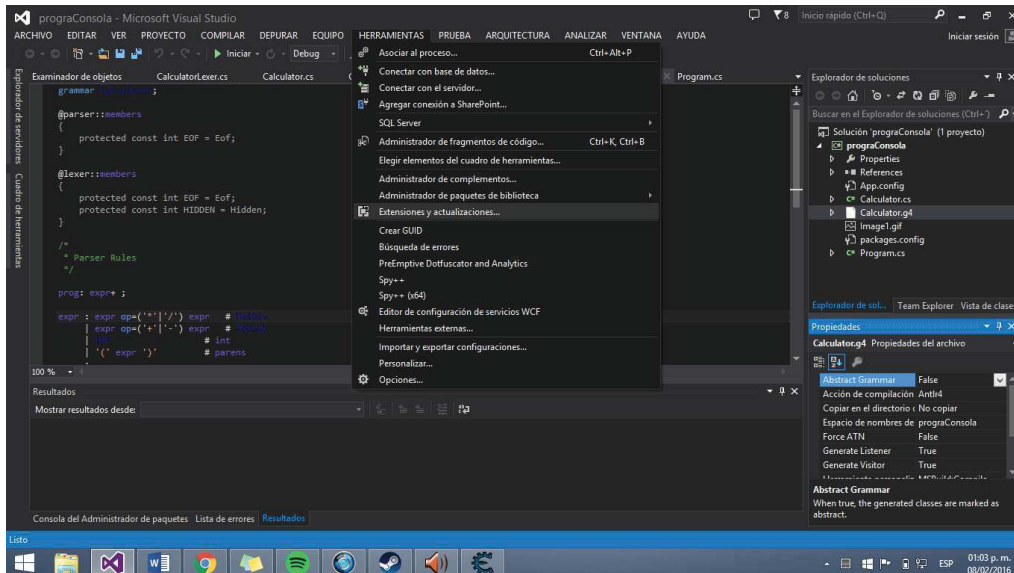 prograConsola - Microsoft Visual Studio
8
Inicio rápido (Ctrl+Q)
ARCHIVO EDITAR VER PROYECTO COMPILAR DEPURAR EQUIPO HERRAMIENTAS PRUEBA ARQUITECTURA ANALIZAR VENTANA AYUDA
Iniciar sesión
Iniciar
Debug
Explorador de servidores
Cuadro de herramientas
Examinador de objetos CalculatorLexer.cs Calculator.cs
Program.cs
grammar ;
@parser::members
{
protected const int EOF = Eof;
}
@lexer::members
{
protected const int EOF = Eof;
protected const int HIDDEN = Hidden;
}
/*
* Parser Rules
*/
prog: expr+ ;
expr : expr op=('*'|'/') expr #
| expr op=('+'|'-') expr #
| # int
| '(' expr ')' # parens
100 %
Asociar al proceso... Ctrl+Alt+P
Conectar con base de datos...
Conectar con el servidor...
Agregar conexión a SharePoint...
SQL Server
Administrador de fragmentos de código... Ctrl+K, Ctrl+B
Elegir elementos del cuadro de herramientas...
Administrador de complementos...
Administrador de paquetes de biblioteca
Extensiones y actualizaciones...
Crear GUID
Búsqueda de errores
PreEmptive Dotfuscator and Analytics
Spy++
Spy++ (x64)
Editor de configuración de servicios WCF
Herramientas externas...
Importar y exportar configuraciones...
Personalizar...
Opciones...
Explorador de soluciones
Buscar en el Explorador de soluciones (Ctrl+´)
Solución 'prograConsola' (1 proyecto)
prograConsola
Properties
References
App.config
Calculator.cs
Calculator.g4
Image1.gif
packages.config
Program.cs
Explorador de sol... Team Explorer Vista de clase
Propiedades
Calculator.g4 Propiedades del archivo
Abstract Grammar False
Acción de compilación Antlr4
Copiar en el directorio No copiar
Espacio de nombres de prograConsola
Force ATN False
Generate Listener True
Generate Visitor True
Abstract Grammar
When true, the generated classes are marked as
abstract.
Resultados
Mostrar resultados desde:
Consola del Administrador de paquetes Lista de errores Resultados
Listo
ESP
01:03 p. m.
08/02/2016